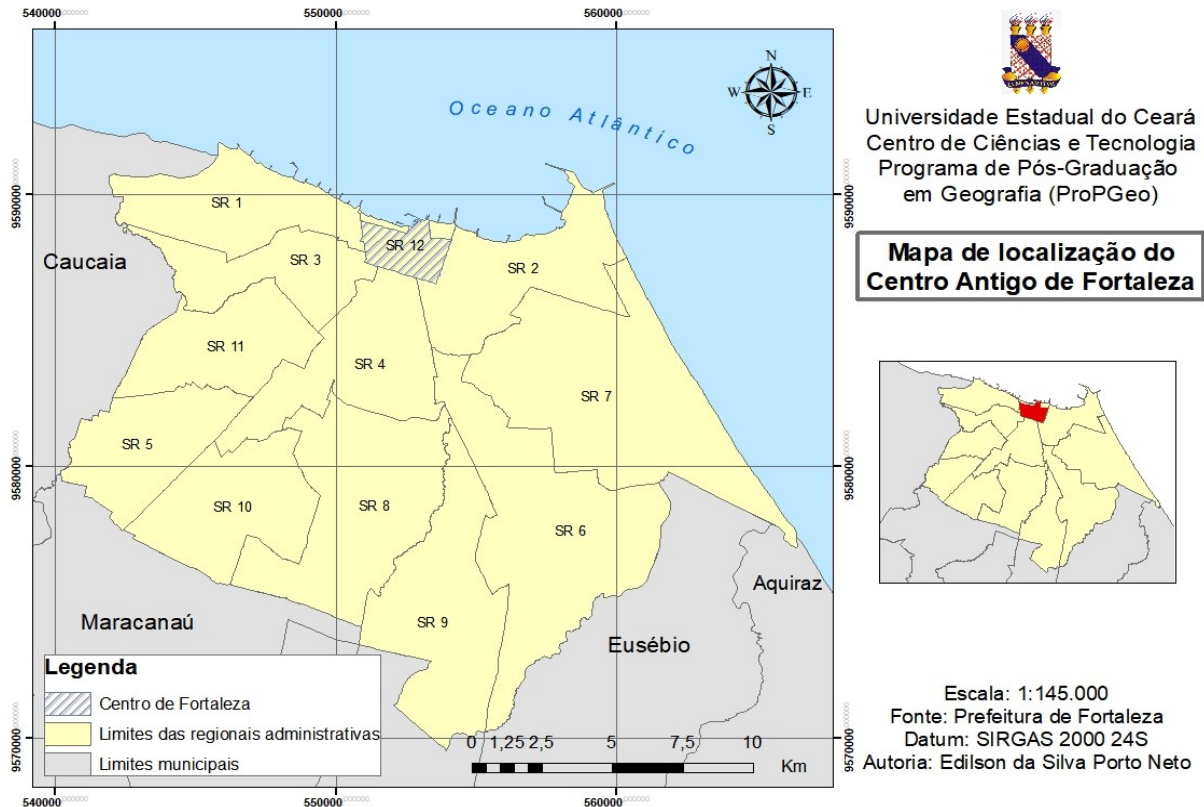 540000
550000
560000
N
W E
S
Oceano Atlântico
9590000
9590000
SR 1
SR 12
SR 3
SR 2
Caucaia
SR 11
SR 4
SR 7
SR 5
9580000
9580000
SR 10
SR 8
SR 6
Aquiraz
Maracanaú
SR 9
Eusébio
Legenda
Centro de Fortaleza
Limites das regionais administrativas
Limites municipais
9570000
9570000
0 1,25 2,5 5 7,5 10
Km
540000
550000
560000
Universidade Estadual do Ceará
Centro de Ciências e Tecnologia
Programa de Pós-Graduação
em Geografia (ProPGeo)
Mapa de localização do
Centro Antigo de Fortaleza
Escala: 1:145.000
Fonte: Prefeitura de Fortaleza
Datum: SIRGAS 2000 24S
Autoria: Edilson da Silva Porto Neto